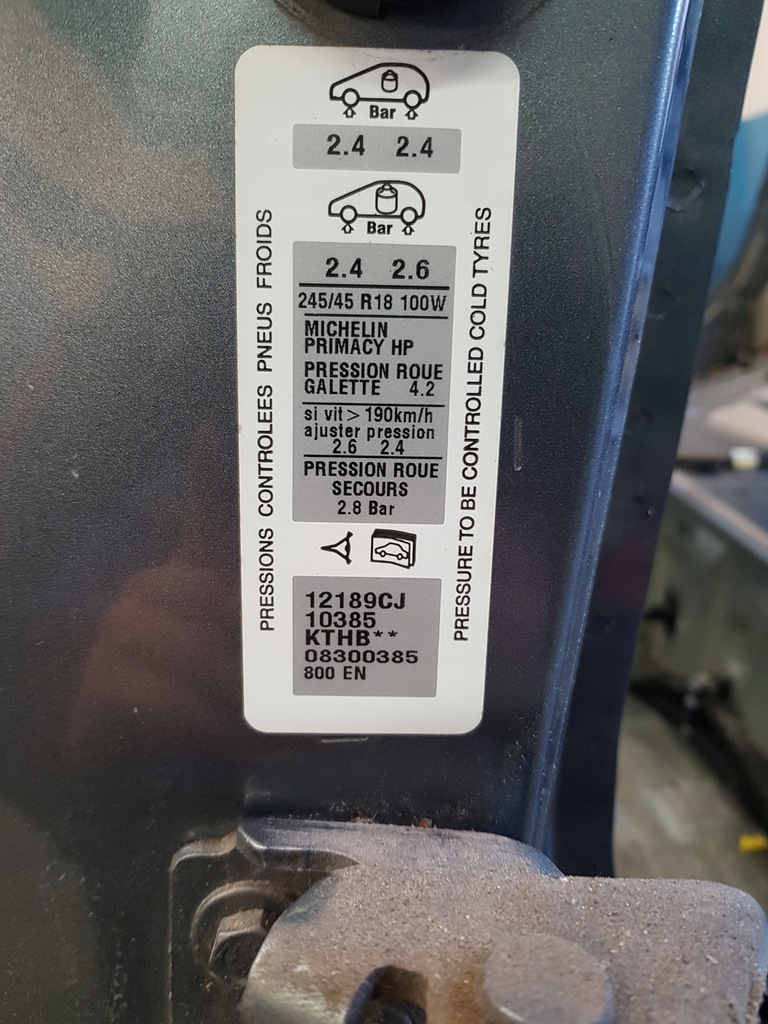 Bar
2.4 2.4
Bar
2.4 2.6
245/45 R18 100W
MICHELIN
PRIMACY HP
PRESSION ROUE
GALETTE 4.2
si vit > 190km/h
ajuster pression
2.6 2.4
PRESSION ROUE
SECOURS
2.8 Bar
12189CJ
10385
KTHB**
08300385
800 EN
PRESSIONS CONTROLEES PNEUS FROIDS
PRESSURE TO BE CONTROLLED COLD TYRES